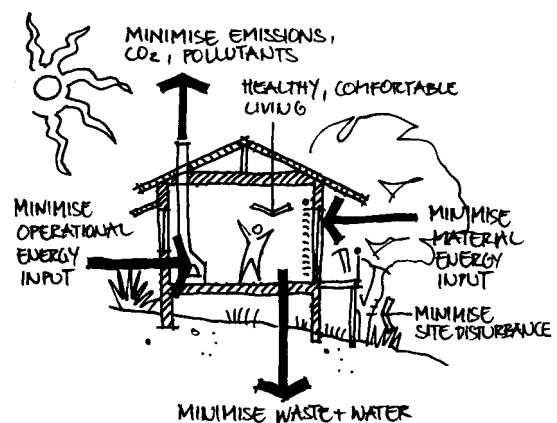 MINIMISE EMISSIONS,
CO2, POLLUTANTS
HEALTHY, COMFORTABLE
LIVING
MINIMISE
OPERATIONAL
ENERGY
INPUT
MINIMISE
MATERIAL
ENERGY
INPUT
MINIMISE
SITE DISTURBANCE
MINIMISE WASTE + WATER